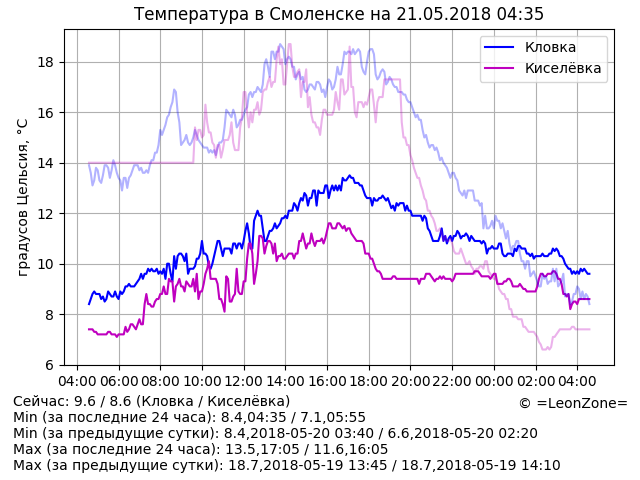 Температура в Смоленске на 21.05.2018 04:35
Кловка
Киселёвка
градусов Цельсия, °C
18
16
14
12
10
8
6
04:00 06:00 08:00 10:00 12:00 14:00 16:00 18:00 20:00 22:00 00:00 02:00 04:00
Сейчас: 9.6 / 8.6 (Кловка / Киселёвка)
© =LeonZone=
Min (за последние 24 часа): 8.4,04:35 / 7.1,05:55
Min (за предыдущие сутки): 8.4,2018-05-20 03:40 / 6.6,2018-05-20 02:20
Max (за последние 24 часа): 13.5,17:05 / 11.6,16:05
Max (за предыдущие сутки): 18.7,2018-05-19 13:45 / 18.7,2018-05-19 14:10